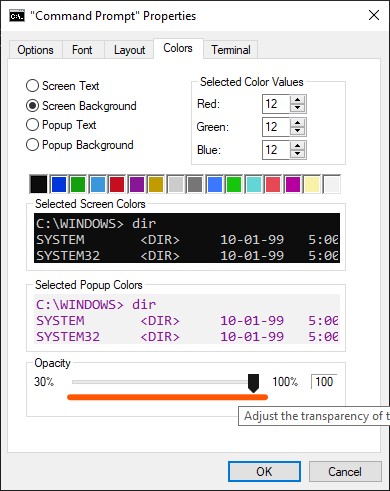 C:\. "Command Prompt" Properties
Options Font Layout Colors Terminal
Screen Text
Screen Background
Popup Text
Popup Background
Selected Color Values
Red: 12
Green: 12
Blue: 12
Selected Screen Colors
C:\WINDOWS> dir
SYSTEM <DIR> 10-01-99 5:00
SYSTEM32 <DIR> 10-01-99 5:00
Selected Popup Colors
C:\WINDOWS> dir
SYSTEM <DIR> 10-01-99 5:00
SYSTEM32 <DIR> 10-01-99 5:00
Opacity
30% 100% 100
Adjust the transparency of t
OK Cancel